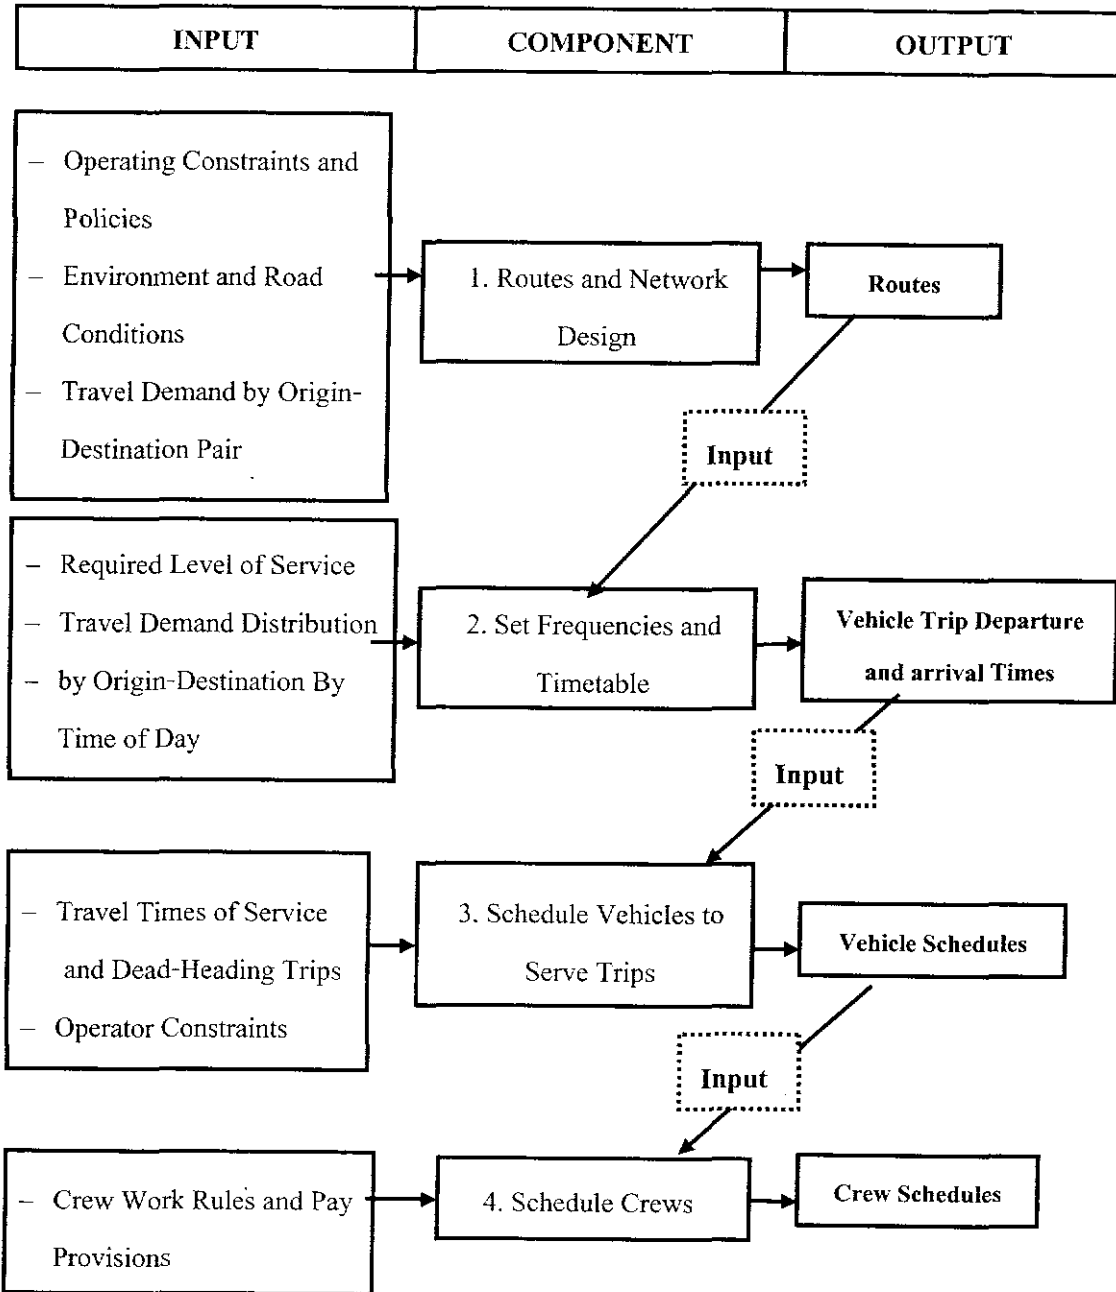 INPUT
COMPONENT
OUTPUT
– Operating Constraints and
Policies
– Environment and Road
Conditions
– Travel Demand by Origin-
Destination Pair
1. Routes and Network
Design
Routes
Input
– Required Level of Service
– Travel Demand Distribution
– by Origin-Destination By
Time of Day
2. Set Frequencies and
Timetable
Vehicle Trip Departure
and arrival Times
Input
– Travel Times of Service
and Dead-Heading Trips
– Operator Constraints
3. Schedule Vehicles to
Serve Trips
Vehicle Schedules
Input
– Crew Work Rules and Pay
Provisions
4. Schedule Crews
Crew Schedules